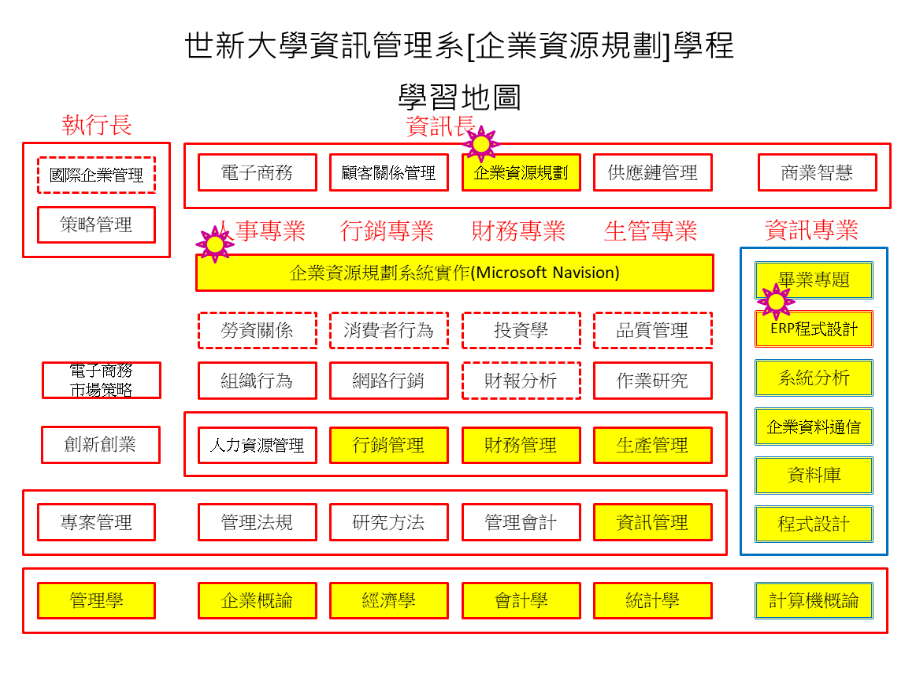 世新大學資訊管理系[企業資源規劃]學程
學習地圖
執行長
資訊長
國際企業管理
策略管理
電子商務
顧客關係管理
企業資源規劃
供應鏈管理
商業智慧
人事專業
行銷專業
財務專業
生管專業
資訊專業
企業資源規劃系統實作(Microsoft Navision)
畢業專題
勞資關係
消費者行為
投資學
品質管理
ERP程式設計
電子商務
市場策略
組織行為
網路行銷
財報分析
作業研究
系統分析
創新創業
人力資源管理
行銷管理
財務管理
生產管理
企業資料通信
資料庫
專案管理
管理法規
研究方法
管理會計
資訊管理
程式設計
管理學
企業概論
經濟學
會計學
統計學
計算機概論